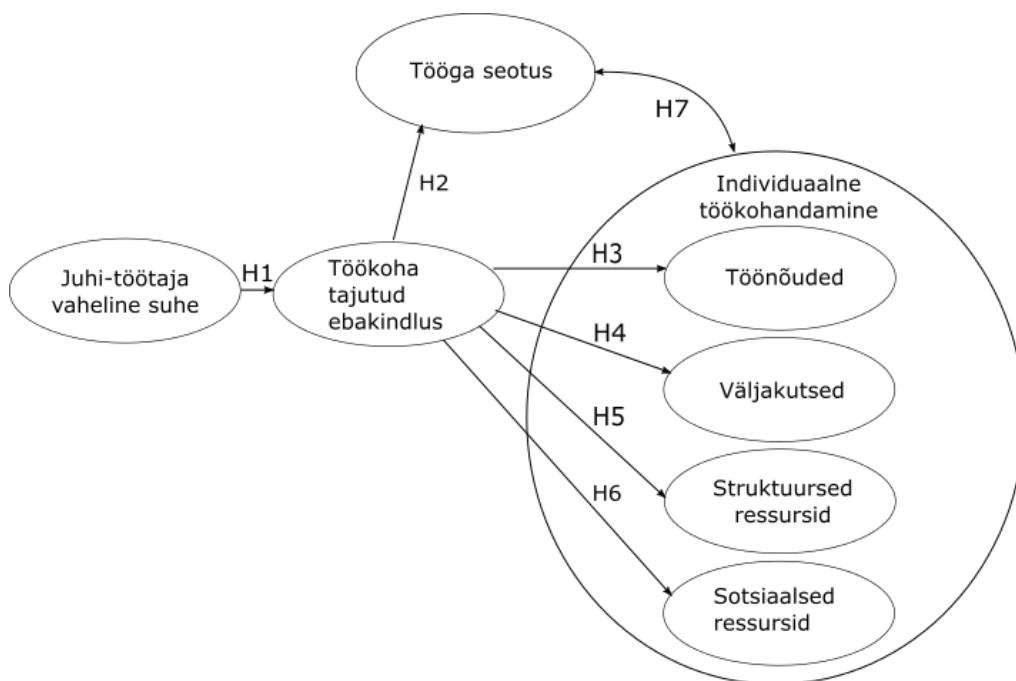 Tööga seotus
H7
H2
Individuaalne
töökohandamine
Juhi-töötaja
vaheline suhe
H1
Töökoha
tajutud
ebakindlus
H3
Töönõuded
H4
Väljakutsed
H5
Struktuursed
ressursid
H6
Sotsiaalsed
ressursid